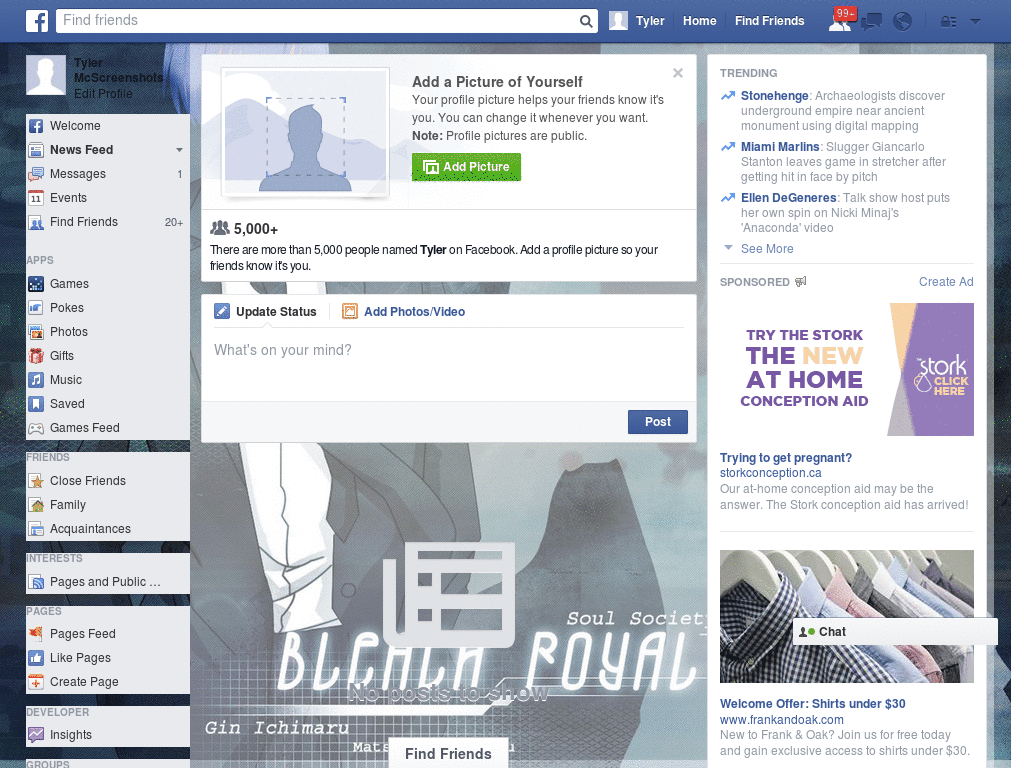 Find friends
Tyler
Home
Find Friends
99+
Tyler
McScreenshots
Edit Profile
Welcome
News Feed
Messages 1
Events
Find Friends 20+
APPS
Games
Pokes
Photos
Gifts
Music
Saved
Games Feed
FRIENDS
Close Friends
Family
Acquaintances
INTERESTS
Pages and Public ...
PAGES
Pages Feed
Like Pages
Create Page
DEVELOPER
Insights
GROUPS
Add a Picture of Yourself
Your profile picture helps your friends know it's
you. You can change it whenever you want.
Note: Profile pictures are public.
Add Picture
5,000+
There are more than 5,000 people named Tyler on Facebook. Add a profile picture so your
friends know it's you.
Update Status
Add Photos/Video
What's on your mind?
Post
Soul Society
BLEACH ROYAL
No posts to show
Gin Ichimaru
Find Friends
TRENDING
Stonehenge: Archaeologists discover
underground empire near ancient
monument using digital mapping
Miami Marlins: Slugger Giancarlo
Stanton leaves game in stretcher after
getting hit in face by pitch
Ellen DeGeneres: Talk show host puts
her own spin on Nicki Minaj's
'Anaconda' video
See More
SPONSORED
Create Ad
TRY THE STORK
THE NEW
AT HOME
CONCEPTION AID
The
stork
CLICK
HERE
Trying to get pregnant?
storkconception.ca
Our at-home conception aid may be the
answer. The Stork conception aid has arrived!
Chat
Welcome Offer: Shirts under $30
www.frankandoak.com
New to Frank & Oak? Join us for free today
and gain exclusive access to shirts under $30.